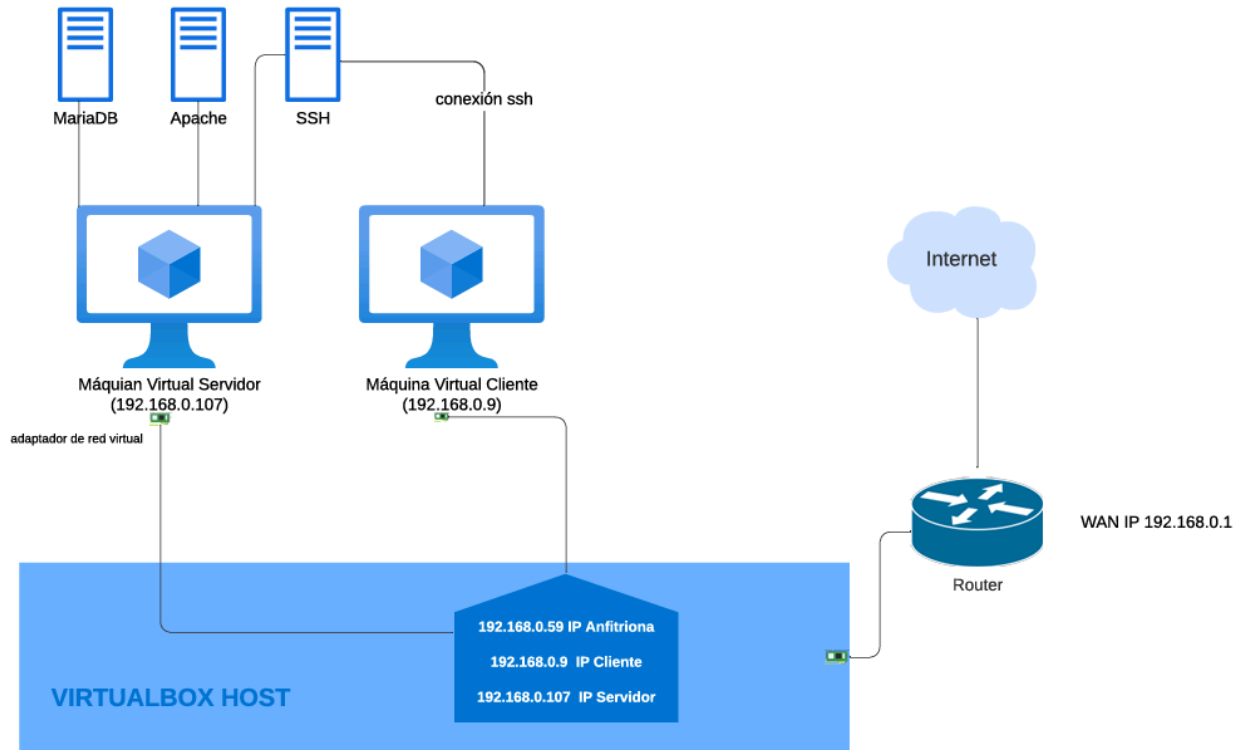 MariaDB
Apache
SSH
conexión ssh
Máquian Virtual Servidor
(192.168.0.107)
Máquina Virtual Cliente
(192.168.0.9)
adaptador de red virtual
Internet
WAN IP 192.168.0.1
Router
192.168.0.59 IP Anfitriona
192.168.0.9 IP Cliente
192.168.0.107 IP Servidor
VIRTUALBOX HOST